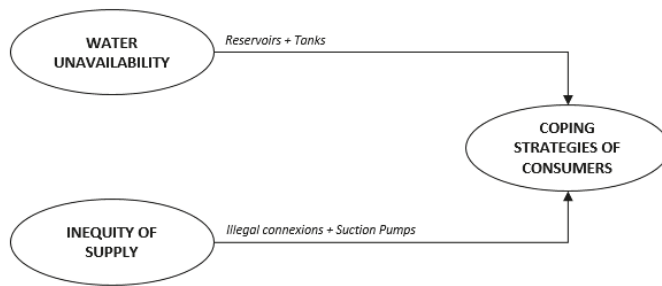 WATER
UNAVAILABILITY
Reservoirs + Tanks
COPING
STRATEGIES OF
CONSUMERS
INEQUITY OF
SUPPLY
Illegal connexions + Suction Pumps